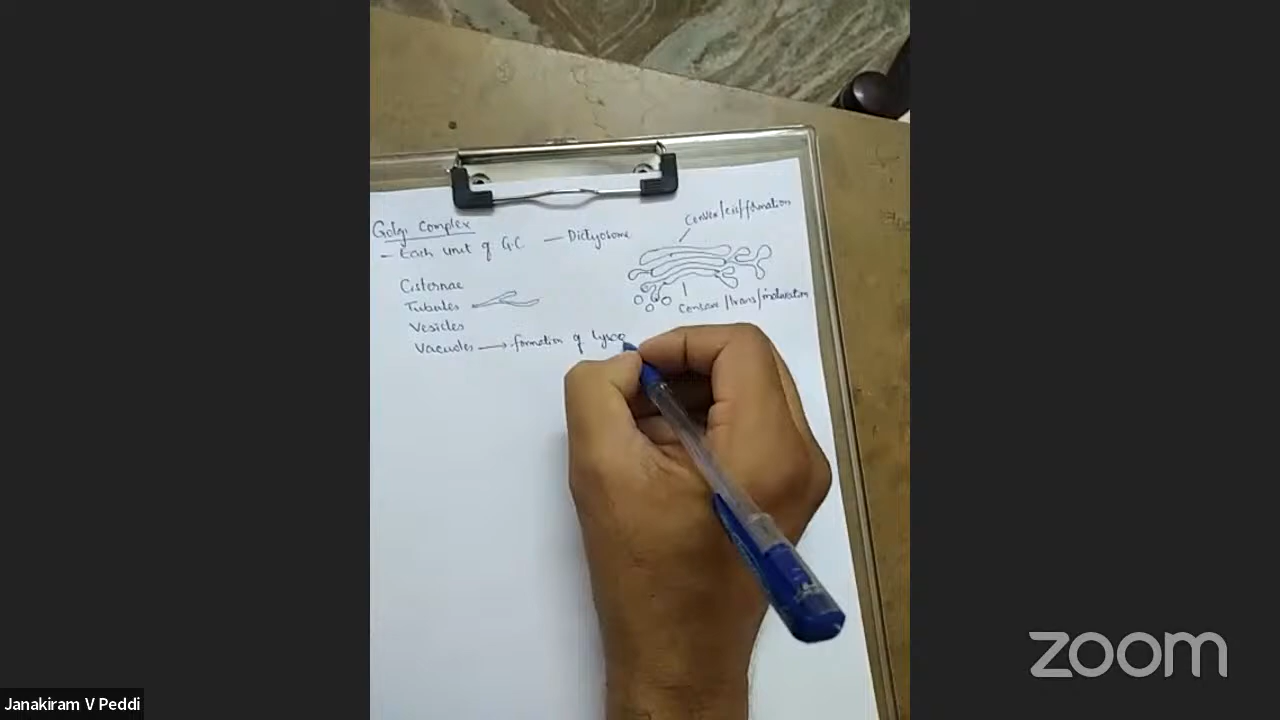 Golgi Complex
- Each unit of G.C — Dictyosome
Convex/cis/formation
Cisternae
Tubules
Vesicles
Vacuoles → formation of Lyso
Concave/trans/maturation
zoom
Janakiram V Peddi